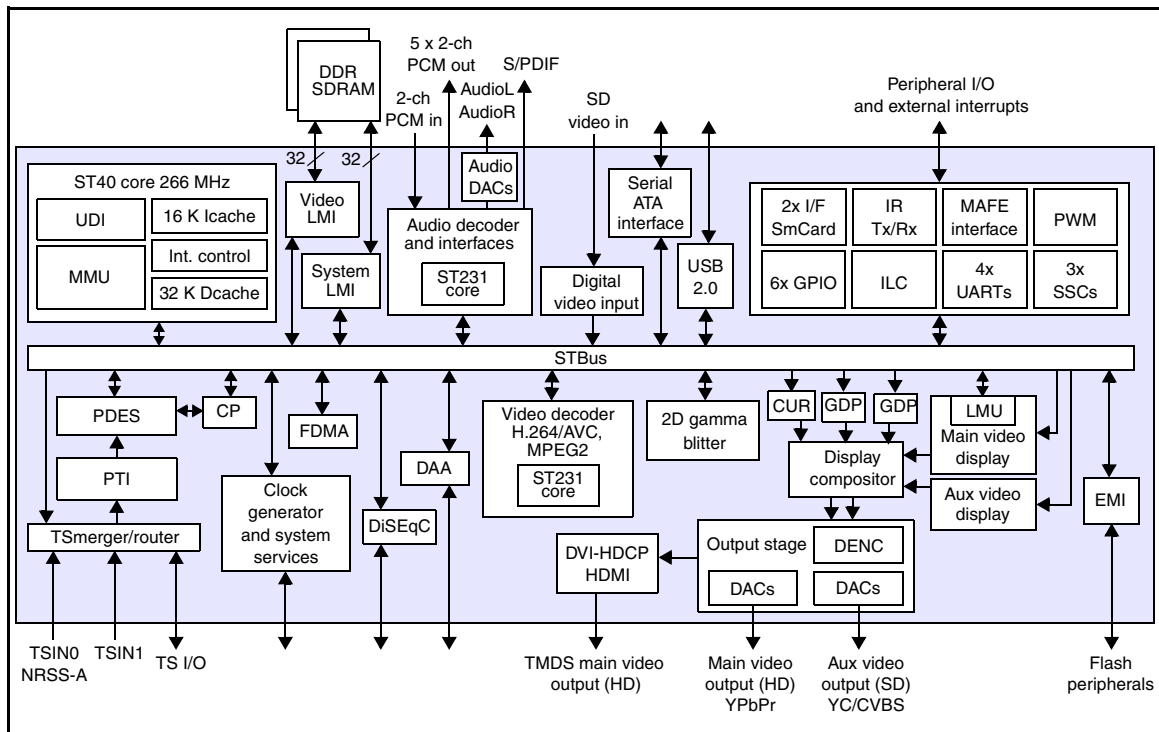 5 x 2-ch
PCM out
S/PDIF
DDR
SDRAM
2-ch
PCM in
AudioL
AudioR
SD
video in
Peripheral I/O
and external interrupts
32
32
ST40 core 266 MHz
UDI
16 K Icache
MMU
Int. control
32 K Dcache
Video
LMI
System
LMI
Audio
DACs
Audio decoder
and interfaces
ST231
core
Digital
video input
Serial
ATA
interface
USB
2.0
2x I/F
SmCard
IR
Tx/Rx
MAFE
interface
PWM
6x GPIO
ILC
4x
UARTs
3x
SSCs
STBus
PDES
CP
PTI
TSmerger/router
FDMA
Clock
generator
and system
services
DiSEqC
DAA
Video decoder
H.264/AVC,
MPEG2
ST231
core
2D gamma
blitter
CUR
GDP
GDP
LMU
Main video
display
Display
compositor
Aux video
display
EMI
DVI-HDCP
HDMI
Output stage
DENC
DACs
DACs
TSIN0
NRSS-A
TSIN1
TS I/O
TMDS main video
output (HD)
Main video
output (HD)
YPbPr
Aux video
output (SD)
YC/CVBS
Flash
peripherals